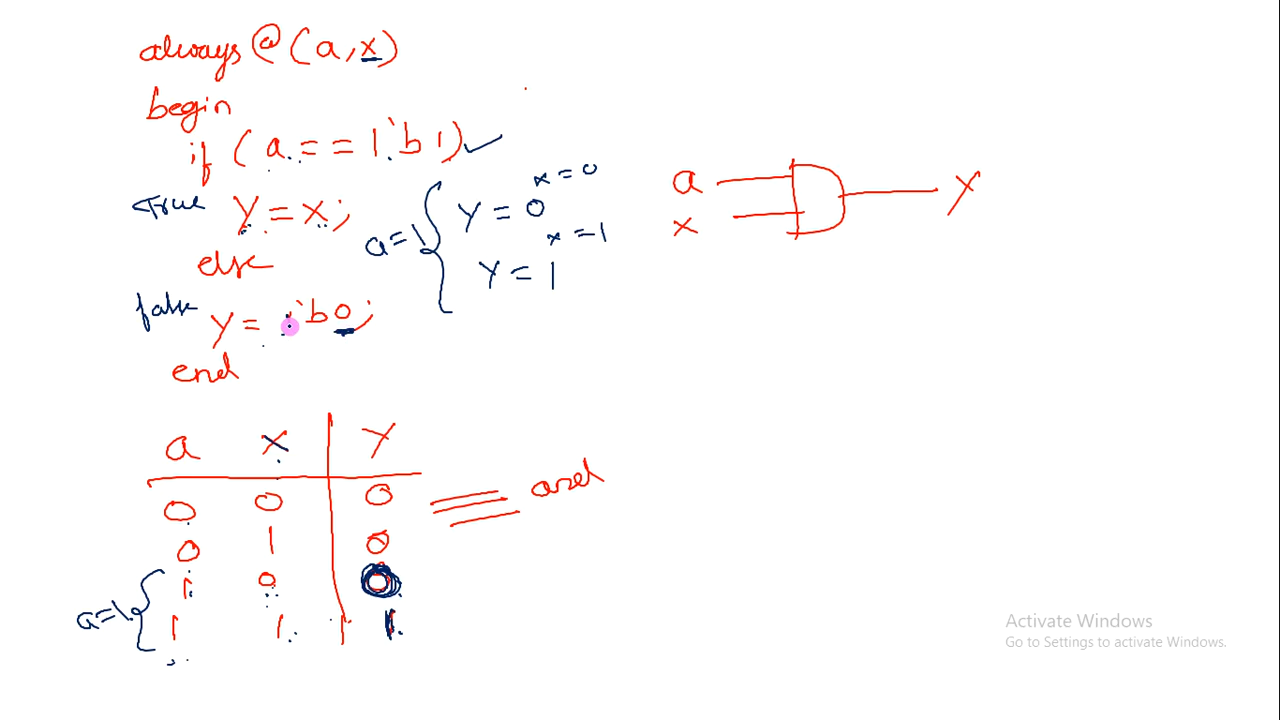 always @ (a, x)
begin
if (a == 1'b1)
True y = x;
else
false y = 1'b0;
end
a=1 { y = 0 x=0
y = 1 x=1
a
x
y
a x y
0 0 0
0 1 0
1 0 0
1 1 1
a=1
and
Activate Windows
Go to Settings to activate Windows.